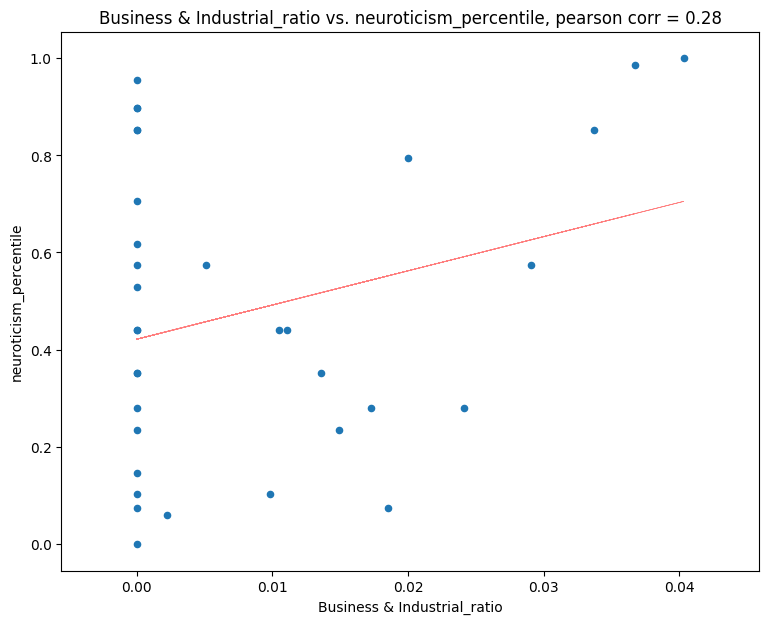 Business & Industrial_ratio vs. neuroticism_percentile, pearson corr = 0.28
1.0
0.8
0.6
0.4
0.2
0.0
neuroticism_percentile
0.00 0.01 0.02 0.03 0.04
Business & Industrial_ratio